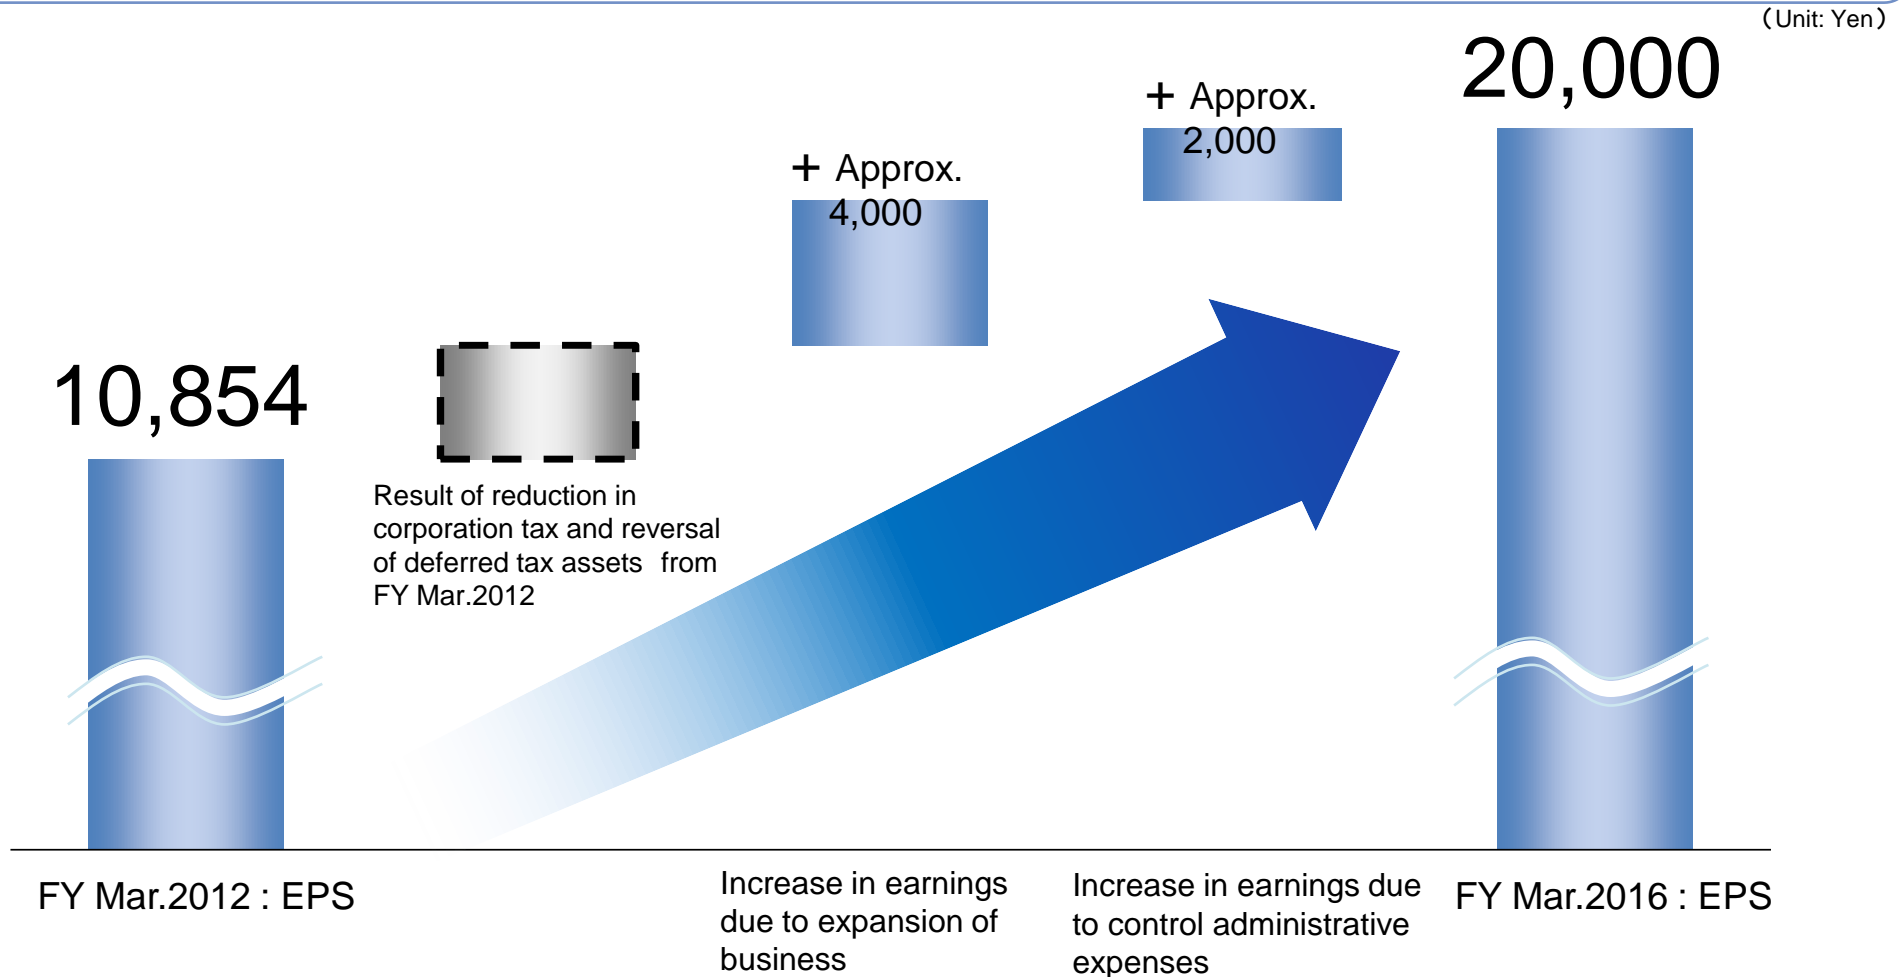 （Unit: Yen）
20,000
+ Approx.
2,000
+ Approx.
4,000
10,854
Result of reduction in
corporation tax and reversal
of deferred tax assets from
FY Mar.2012
FY Mar.2012 : EPS
Increase in earnings
due to expansion of
business
Increase in earnings due
to control administrative
expenses
FY Mar.2016 : EPS